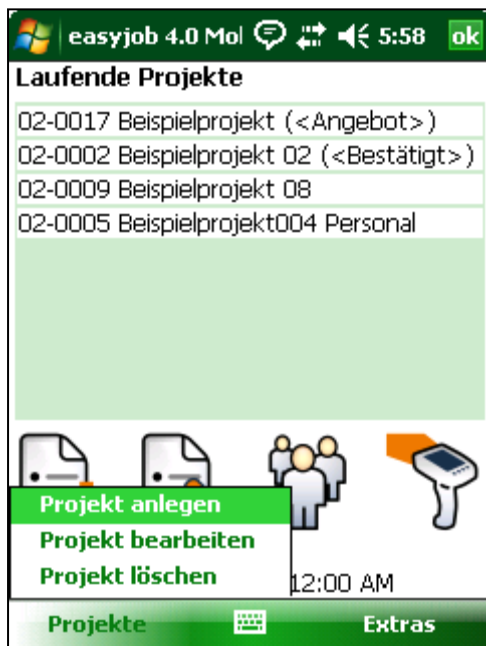 easyjob 4.0 Mol 5:58 ok
Laufende Projekte
02-0017 Beispielprojekt (<Angebot>)
02-0002 Beispielprojekt 02 (<Bestätigt>)
02-0009 Beispielprojekt 08
02-0005 Beispielprojekt004 Personal
Projekt anlegen
Projekt bearbeiten
Projekt löschen
12:00 AM
Projekte Extras